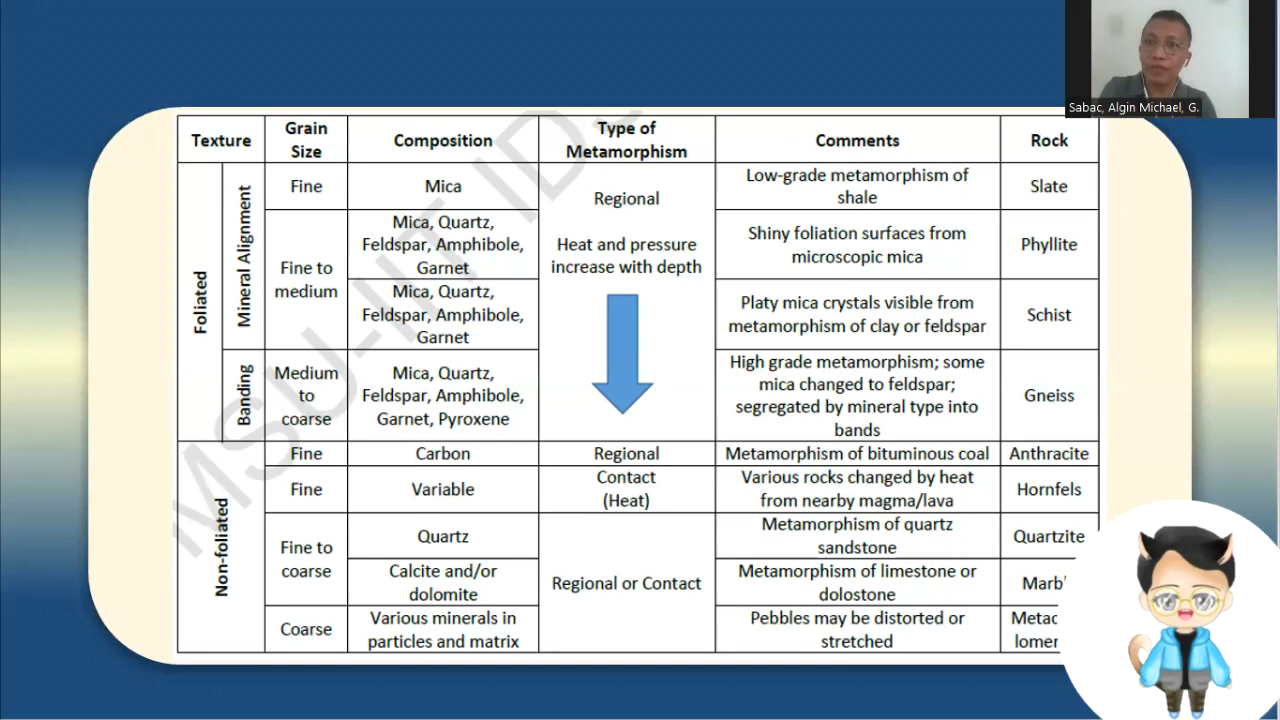 Sabac, Algin Michael, G.
Texture
Grain
Size
Composition
Type of
Metamorphism
Comments
Rock
Foliated
Mineral Alignment
Fine
Mica
Regional
Heat and pressure
increase with depth
Low-grade metamorphism of
shale
Slate
Fine to
medium
Mica, Quartz,
Feldspar, Amphibole,
Garnet
Shiny foliation surfaces from
microscopic mica
Phyllite
Mica, Quartz,
Feldspar, Amphibole,
Garnet
Platy mica crystals visible from
metamorphism of clay or feldspar
Schist
Banding
Medium
to
coarse
Mica, Quartz,
Feldspar, Amphibole,
Garnet, Pyroxene
High grade metamorphism; some
mica changed to feldspar;
segregated by mineral type into
bands
Gneiss
Non-foliated
Fine
Carbon
Regional
Metamorphism of bituminous coal
Anthracite
Fine
Variable
Contact
(Heat)
Various rocks changed by heat
from nearby magma/lava
Hornfels
Fine to
coarse
Quartz
Regional or Contact
Metamorphism of quartz
sandstone
Quartzite
Calcite and/or
dolomite
Metamorphism of limestone or
dolostone
Coarse
Various minerals in
particles and matrix
Pebbles may be distorted or
stretched
MSU-IIT